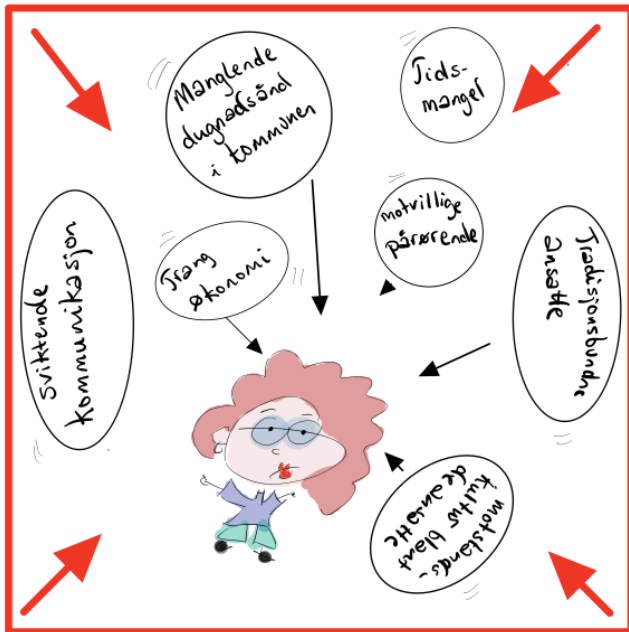 Manglende
dugnadsånd
i kommunen
Tids-
mangel
motvillige
pårørende
Trang
økonomi
Sviktende
kommunikasjon
Tradisjonsbundne
ansatte
motstands-
kultur blant
de ansatte